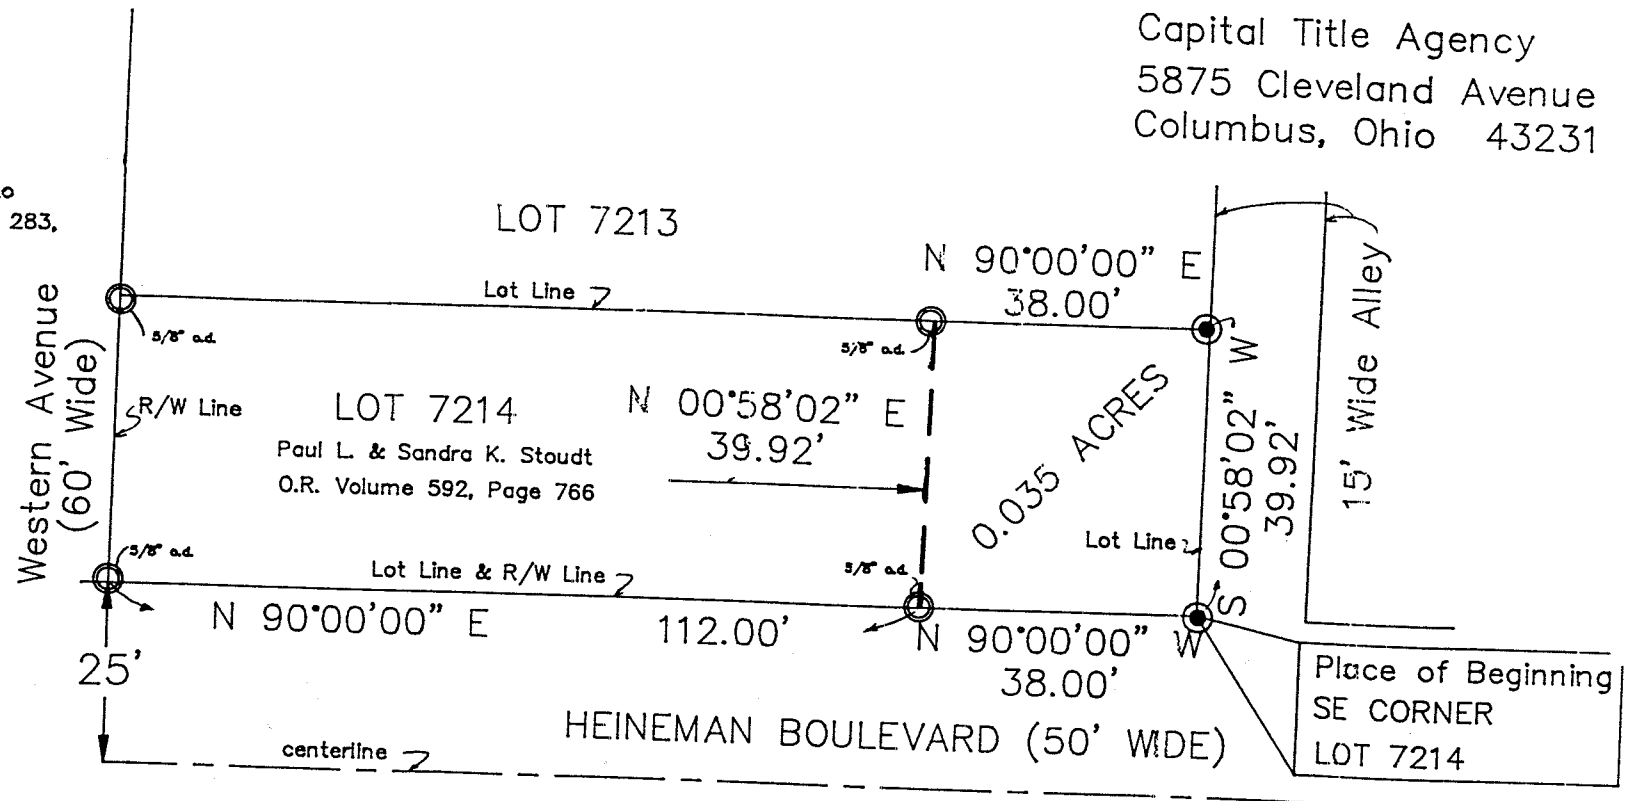 Capital Title Agency
5875 Cleveland Avenue
Columbus, Ohio 43231
283,
LOT 7213
N 90°00'00" E
38.00'
Lot Line
5/8" o.d.
5/8" o.d.
Western Avenue
(60' Wide)
R/W Line
LOT 7214
Paul L. & Sandra K. Stoudt
O.R. Volume 592, Page 766
N 00°58'02" E
39.92'
0.035 ACRES
Lot Line
S 00°58'02" W
39.92'
15' Wide Alley
5/8" o.d.
Lot Line & R/W Line
5/8" o.d.
N 90°00'00" E
112.00'
N 90°00'00" W
38.00'
25'
Place of Beginning
SE CORNER
LOT 7214
HEINEMAN BOULEVARD (50' WIDE)
centerline